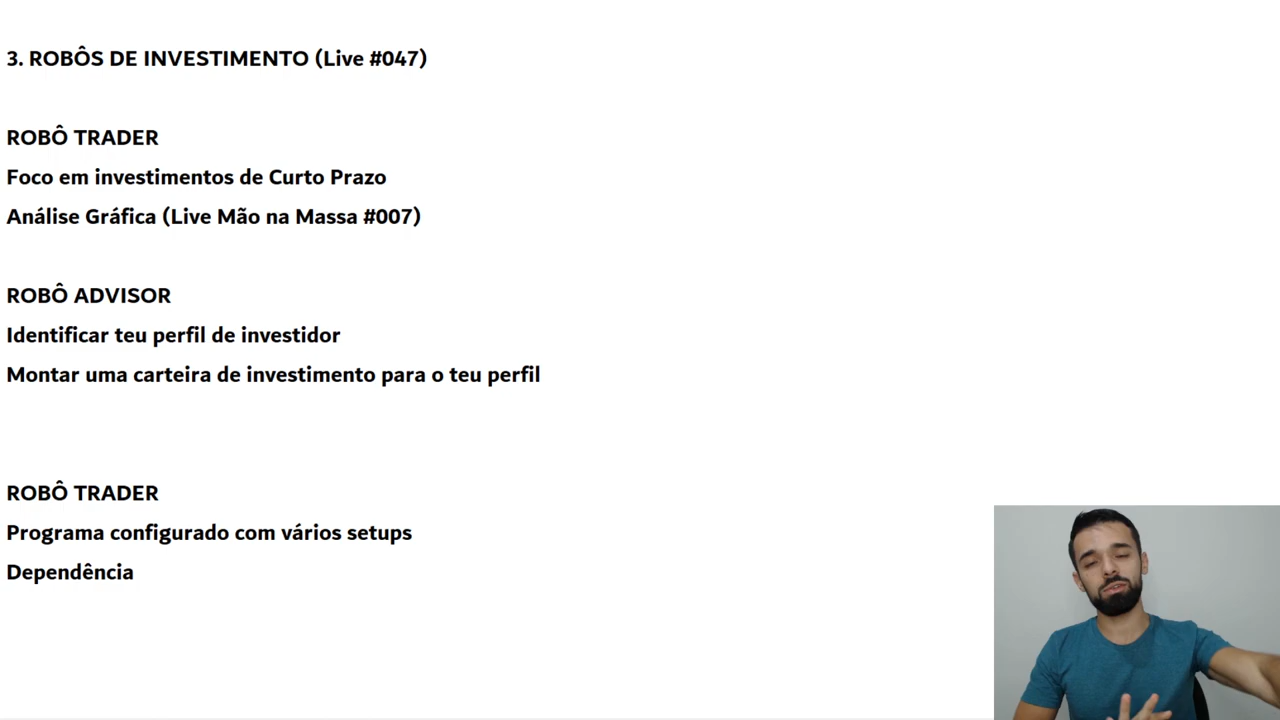 3. ROBÔS DE INVESTIMENTO (Live #047)
ROBÔ TRADER
Foco em investimentos de Curto Prazo
Análise Gráfica (Live Mão na Massa #007)
ROBÔ ADVISOR
Identificar teu perfil de investidor
Montar uma carteira de investimento para o teu perfil
ROBÔ TRADER
Programa configurado com vários setups
Dependência